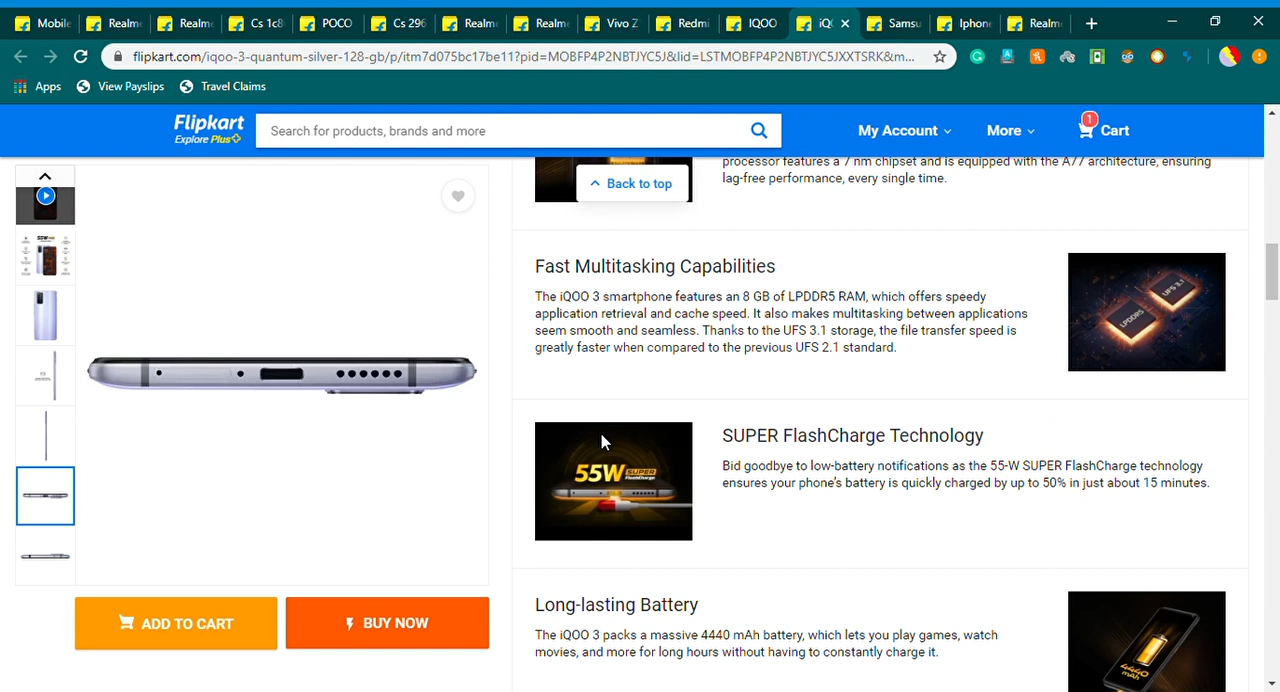 Mobile
Realme
Realme
Cs 1c8
POCO
Cs 296
Realm
Realme
Vivo Z
Redmi
IQOO
iQ
Samsu
Iphon
Realm
flipkart.com/iqoo-3-quantum-silver-128-gb/p/itm7d075bc17be11?pid=MOBFP4P2NBTJYC5J&lid=LSTMOBFP4P2NBTJYC5JXXTSRK&m...
Apps
View Payslips
Travel Claims
Flipkart
Explore Plus
Search for products, brands and more
My Account
More
1
Cart
processor features a 7 nm chipset and is equipped with the A77 architecture, ensuring
lag-free performance, every single time.
Back to top
Fast Multitasking Capabilities
The iQOO 3 smartphone features an 8 GB of LPDDR5 RAM, which offers speedy
application retrieval and cache speed. It also makes multitasking between applications
seem smooth and seamless. Thanks to the UFS 3.1 storage, the file transfer speed is
greatly faster when compared to the previous UFS 2.1 standard.
UFS 3.1
LPDDR5
55W SUPER
FlashCharge
SUPER FlashCharge Technology
Bid goodbye to low-battery notifications as the 55-W SUPER FlashCharge technology
ensures your phone's battery is quickly charged by up to 50% in just about 15 minutes.
Long-lasting Battery
The iQOO 3 packs a massive 4440 mAh battery, which lets you play games, watch
movies, and more for long hours without having to constantly charge it.
4440
mAh
ADD TO CART
BUY NOW